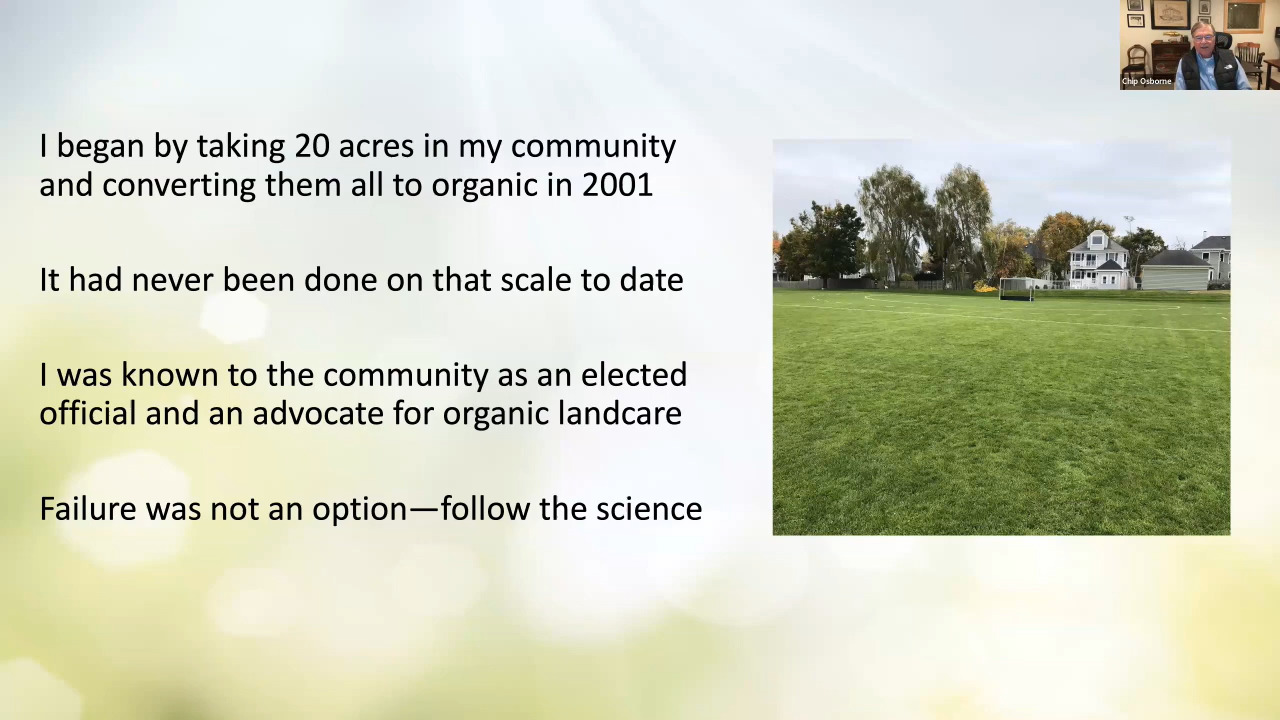 Chip Osborne
I began by taking 20 acres in my community
and converting them all to organic in 2001
It had never been done on that scale to date
I was known to the community as an elected
official and an advocate for organic landcare
Failure was not an option—follow the science